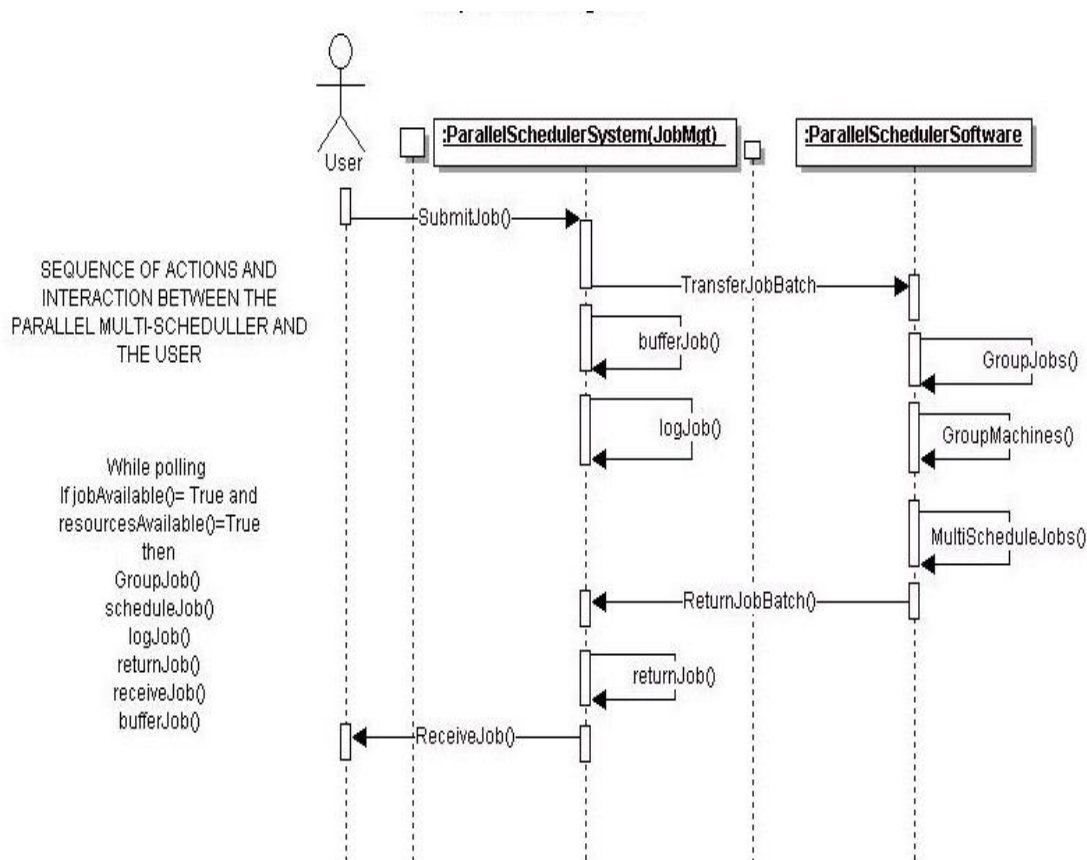 User
:ParallelSchedulerSystem(JobMgt)
:ParallelSchedulerSoftware
SubmitJob()
SEQUENCE OF ACTIONS AND
INTERACTION BETWEEN THE
PARALLEL MULTI-SCHEDULLER AND
THE USER
TransferJobBatch
bufferJob()
GroupJobs()
logJob()
GroupMachines()
While polling
If jobAvailable()= True and
resourcesAvailable()=True
then
GroupJob()
scheduleJob()
logJob()
returnJob()
receiveJob()
bufferJob()
MultiScheduleJobs()
ReturnJobBatch()
returnJob()
ReceiveJob()